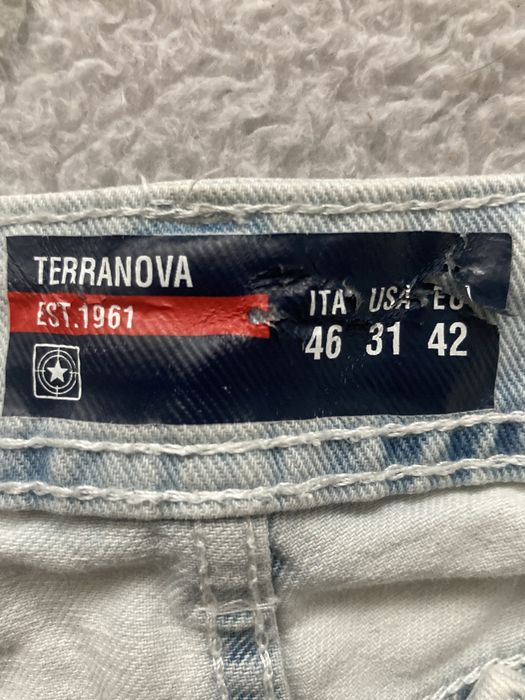 TERRANOVA
EST.1961
ITA USA
46 31 42